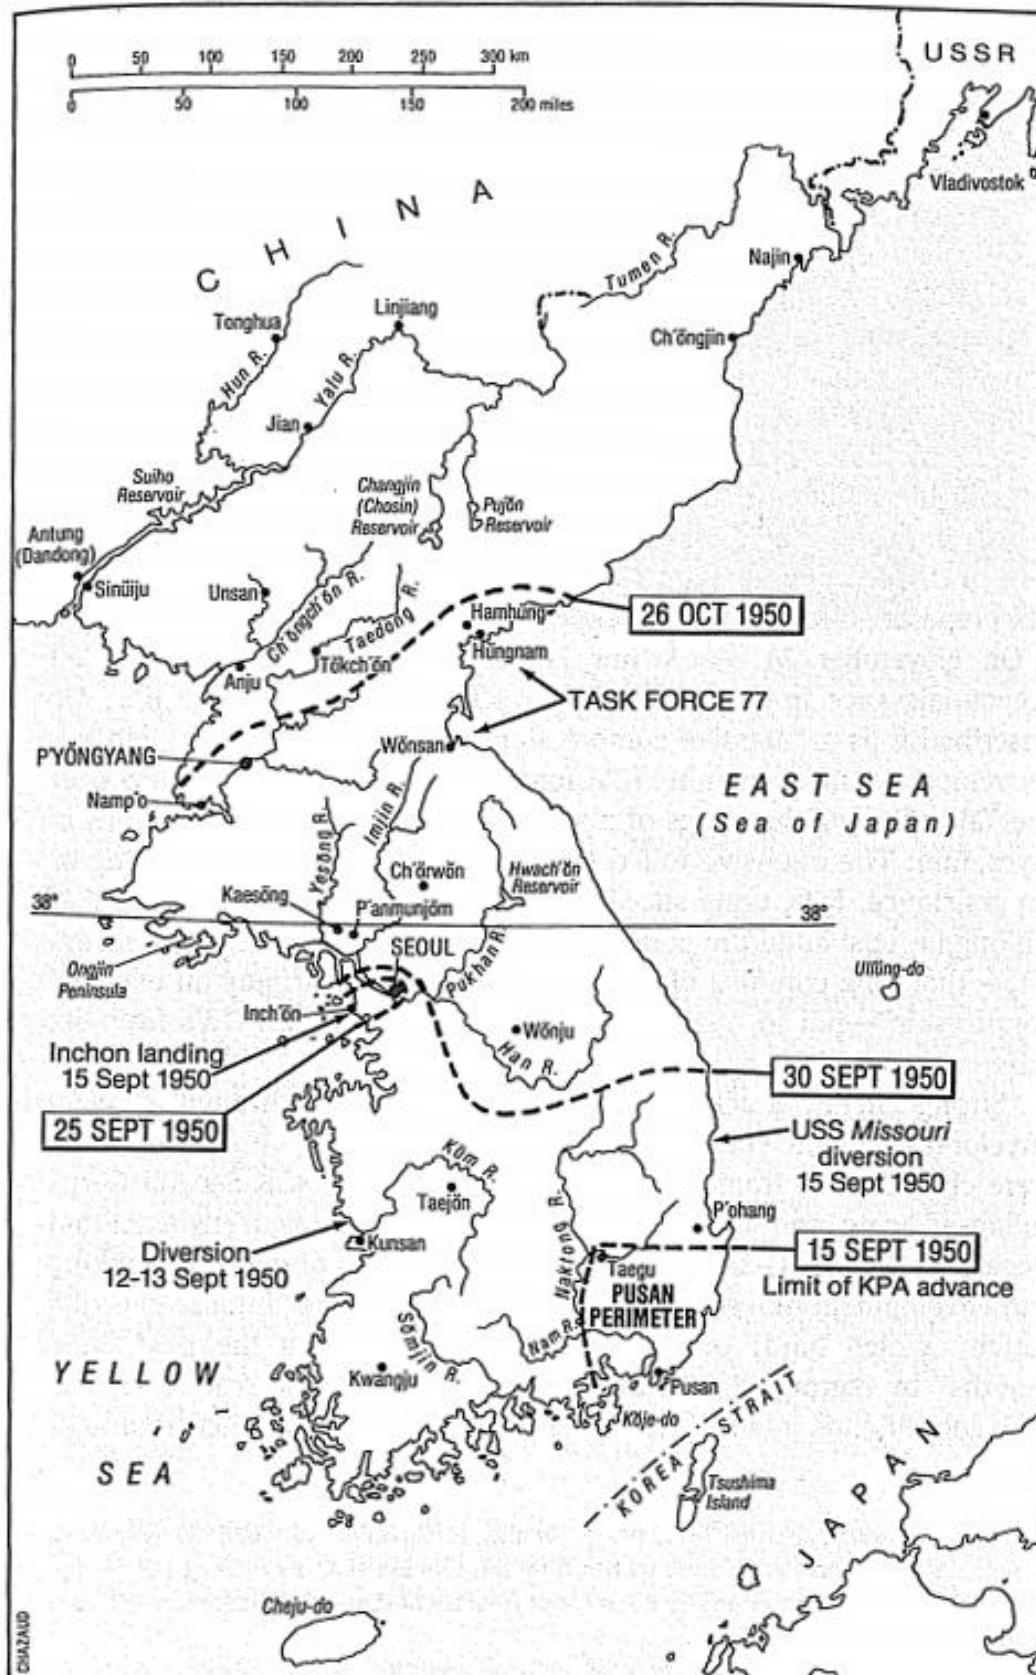 0 50 100 150 200 250 300 km
0 50 100 150 200 miles
USSR
Vladivostok
CHINA
Tumen R.
Najin
Ch'ŏngjin
Tonghua
Linjiang
Hun R.
Yalu R.
Jian
Suiho
Reservoir
Changjin
(Chosin)
Reservoir
Pujŏn
Reservoir
Antung
(Dandong)
Sinŭiju
Unsan
Ch'ŏngch'ŏn R.
Taedong R.
Tŏkch'ŏn
Anju
Hamhŭng
Hŭngnam
26 OCT 1950
TASK FORCE 77
P'YŎNGYANG
Wŏnsan
Namp'o
EAST SEA
(Sea of Japan)
Yesŏng R.
Imjin R.
Ch'ŏrwŏn
Hwach'ŏn
Reservoir
Kaesŏng
P'anmunjŏm
38°
38°
SEOUL
Ongjin
Peninsula
Pukhan R.
Ullŭng-do
Inch'ŏn
Wŏnju
Han R.
Inchon landing
15 Sept 1950
30 SEPT 1950
25 SEPT 1950
USS Missouri
diversion
15 Sept 1950
Kŏm R.
Taejŏn
Naktong R.
P'ohang
Kunsan
Diversion
12-13 Sept 1950
15 SEPT 1950
Limit of KPA advance
Taegu
PUSAN
PERIMETER
Nam R.
Sŏmjin R.
YELLOW
SEA
Kwangju
Pusan
Kŏje-do
KOREA STRAIT
Tsushima
Island
JAPAN
Cheju-do
CHAZAUD